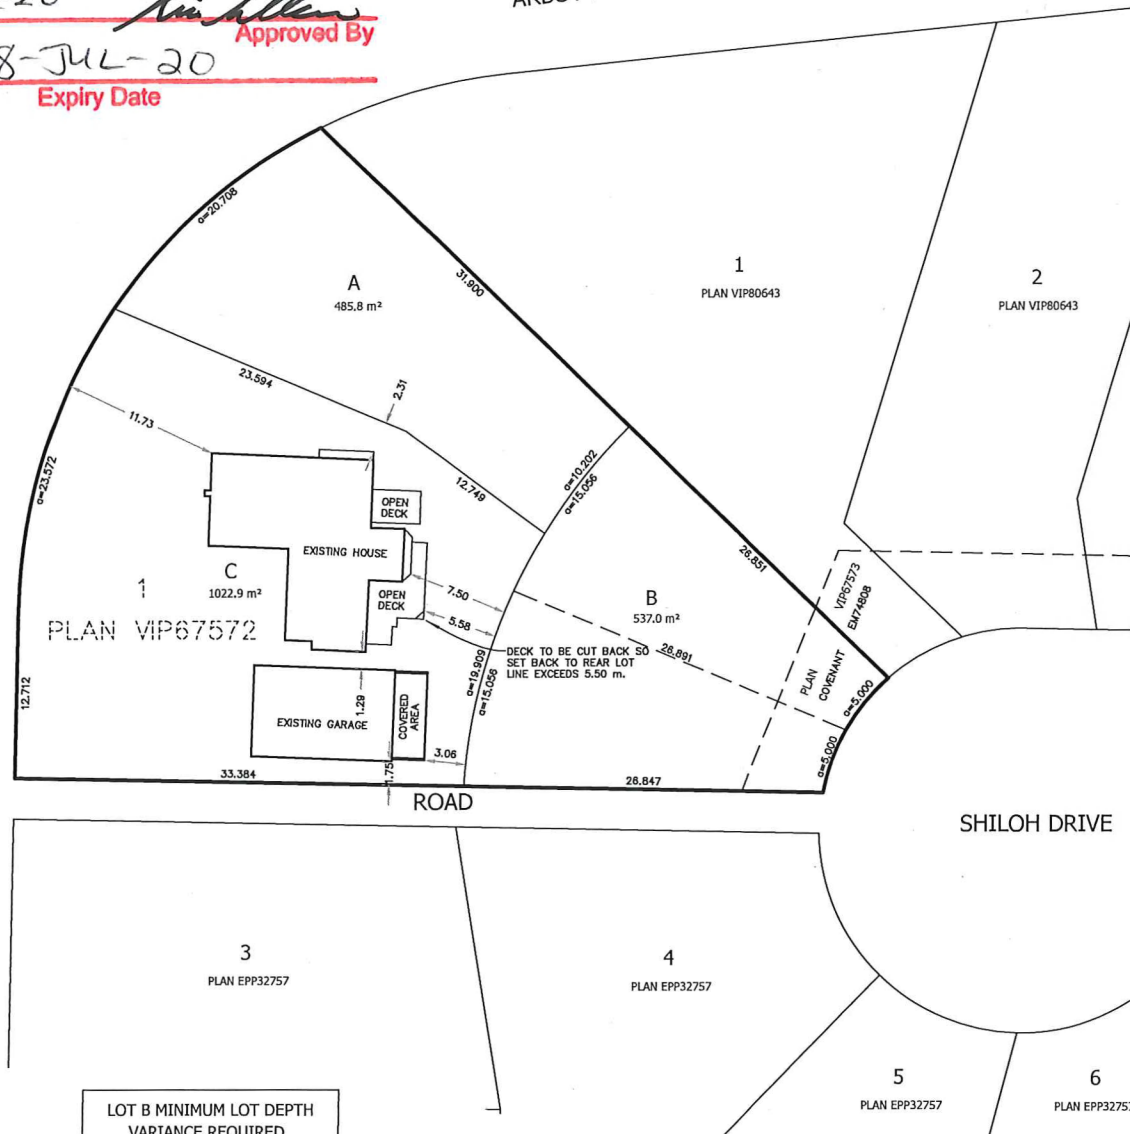 Approved By
8-JUL-20
Expiry Date
a=20.708
A
485.8 m²
31.900
1
PLAN VIP80643
2
PLAN VIP80643
23.594
2.31
11.73
a=23.572
12.749
a=10.202
a=15.056
OPEN
DECK
EXISTING HOUSE
C
1022.9 m²
1
PLAN VIP67572
OPEN
DECK
7.50
5.58
B
537.0 m²
26.851
28.891
VIP67573
EM74808
PLAN
COVENANT
DECK TO BE CUT BACK SO
SET BACK TO REAR LOT
LINE EXCEEDS 5.50 m.
a=19.909
a=15.056
12.712
EXISTING GARAGE
1.29
COVERED
AREA
3.06
1.75
a=5.000
a=5.000
33.384
26.847
ROAD
SHILOH DRIVE
3
PLAN EPP32757
4
PLAN EPP32757
5
PLAN EPP32757
6
PLAN EPP3275
LOT B MINIMUM LOT DEPTH
VARIANCE REQUIRED